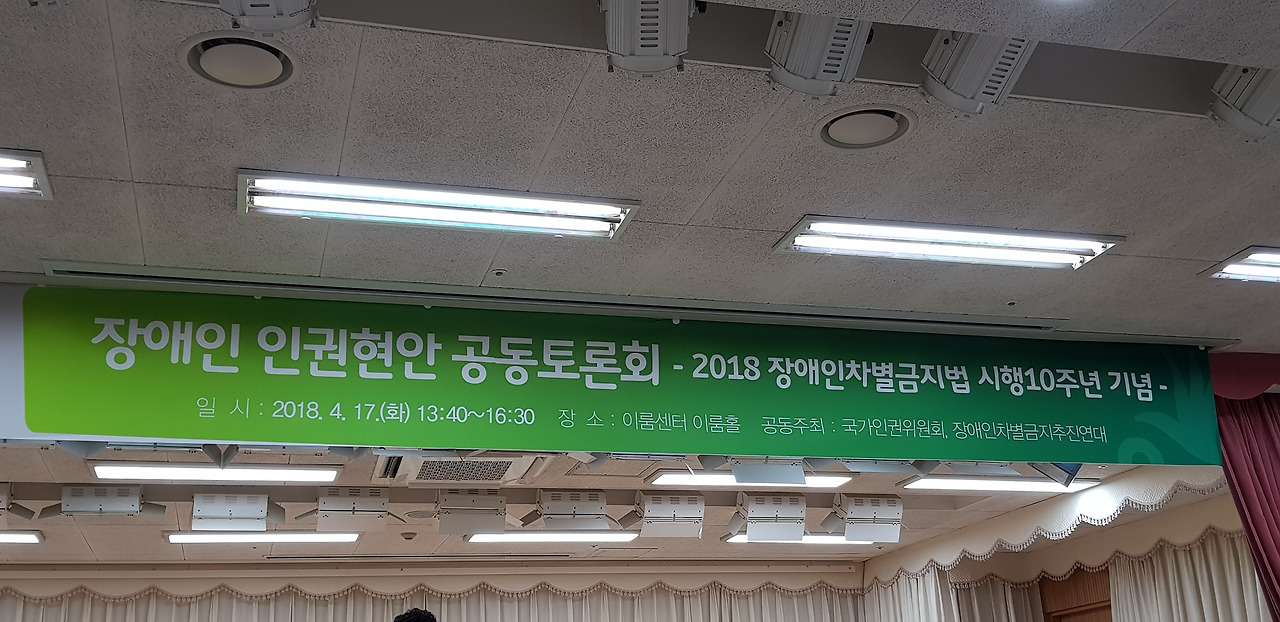 장애인 인권현안 공동토론회 - 2018 장애인차별금지법 시행10주년 기념 -
일 시 : 2018. 4. 17.(화) 13:40~16:30 장 소 : 이룸센터 이룸홀 공동주최 : 국가인권위원회, 장애인차별금지추진연대